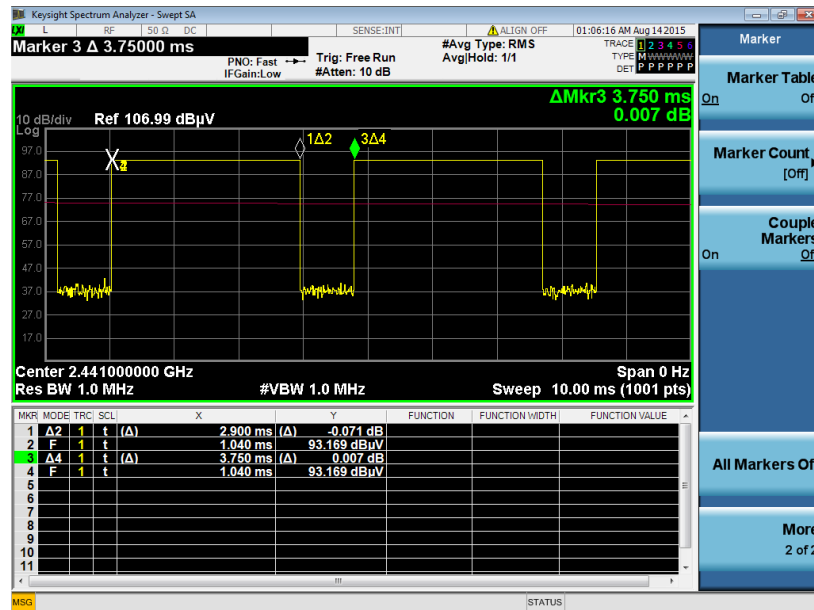 Keysight Spectrum Analyzer - Swept SA
LXI L RF 50 Ω DC SENSE:INT ALIGN OFF 01:06:16 AM Aug 14 2015
Marker 3 Δ 3.75000 ms
PNO: Fast
IFGain:Low
Trig: Free Run
#Atten: 10 dB
#Avg Type: RMS
Avg|Hold: 1/1
TRACE 1 2 3 4 5 6
TYPE M WWWWW
DET P P P P P P
ΔMkr3 3.750 ms
0.007 dB
10 dB/div Ref 106.99 dBµV
Log
1Δ2 3Δ4
97.0
87.0
77.0
67.0
57.0
47.0
37.0
27.0
17.0
Center 2.441000000 GHz Span 0 Hz
Res BW 1.0 MHz #VBW 1.0 MHz Sweep 10.00 ms (1001 pts)
MKR MODE TRC SCL X Y FUNCTION FUNCTION WIDTH FUNCTION VALUE
1 Δ2 1 t (Δ) 2.900 ms (Δ) -0.071 dB
2 F 1 t 1.040 ms 93.169 dBµV
3 Δ4 1 t (Δ) 3.750 ms (Δ) 0.007 dB
4 F 1 t 1.040 ms 93.169 dBµV
5
6
7
8
9
10
11
MSG STATUS
Marker
Marker Table
On Of
Marker Count
[Off]
Couple
Markers
On Of
All Markers Of
More
2 of 2